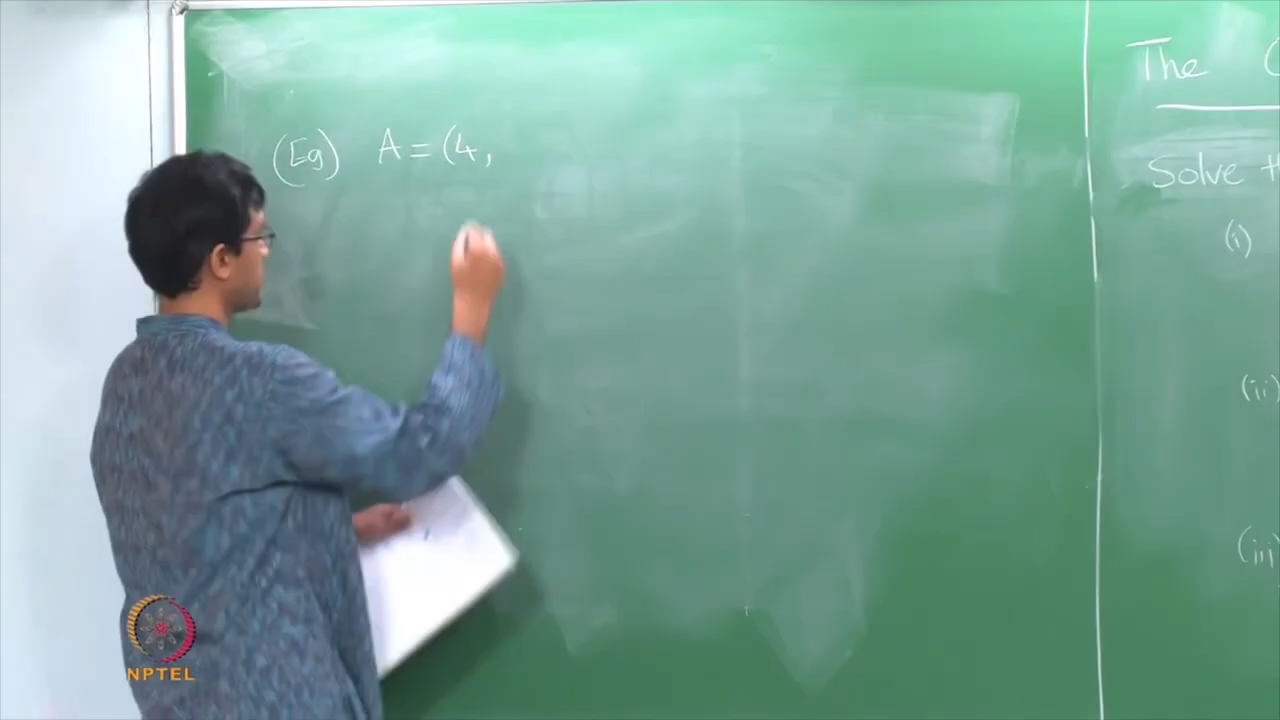 (Eg) A = (4,
The
Solve
(i)
(ii)
(iii)
NPTEL